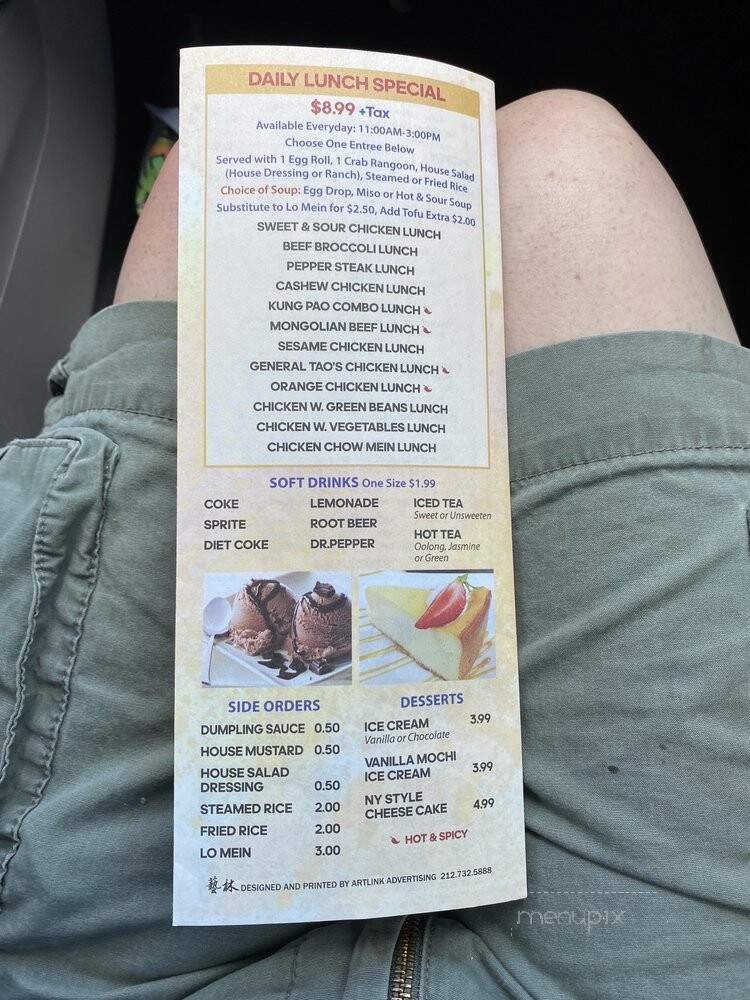 DAILY LUNCH SPECIAL
$8.99 +Tax
Available Everyday: 11:00AM-3:00PM
Choose One Entree Below
Served with 1 Egg Roll, 1 Crab Rangoon, House Salad
(House Dressing or Ranch), Steamed or Fried Rice
Choice of Soup: Egg Drop, Miso or Hot & Sour Soup
Substitute to Lo Mein for $2.50, Add Tofu Extra $2.00
SWEET & SOUR CHICKEN LUNCH
BEEF BROCCOLI LUNCH
PEPPER STEAK LUNCH
CASHEW CHICKEN LUNCH
KUNG PAO COMBO LUNCH
MONGOLIAN BEEF LUNCH
SESAME CHICKEN LUNCH
GENERAL TAO'S CHICKEN LUNCH
ORANGE CHICKEN LUNCH
CHICKEN W. GREEN BEANS LUNCH
CHICKEN W. VEGETABLES LUNCH
CHICKEN CHOW MEIN LUNCH
SOFT DRINKS One Size $1.99
COKE
SPRITE
DIET COKE
LEMONADE
ROOT BEER
DR.PEPPER
ICED TEA
Sweet or Unsweeten
HOT TEA
Oolong, Jasmine
or Green
SIDE ORDERS
DUMPLING SAUCE 0.50
HOUSE MUSTARD 0.50
HOUSE SALAD
DRESSING 0.50
STEAMED RICE 2.00
FRIED RICE 2.00
LO MEIN 3.00
DESSERTS
ICE CREAM 3.99
Vanilla or Chocolate
VANILLA MOCHI
ICE CREAM 3.99
NY STYLE
CHEESE CAKE 4.99
HOT & SPICY
藝林 DESIGNED AND PRINTED BY ARTLINK ADVERTISING 212.732.5888
menupix